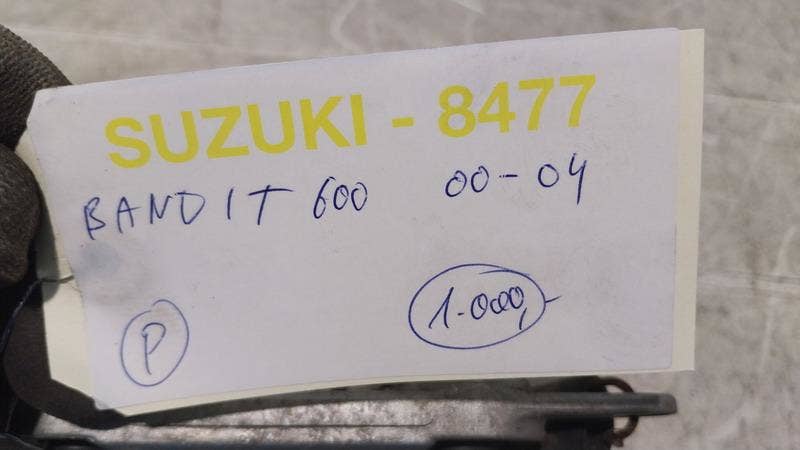 SUZUKI - 8477
BANDIT 600 00-04
P 1.000,-